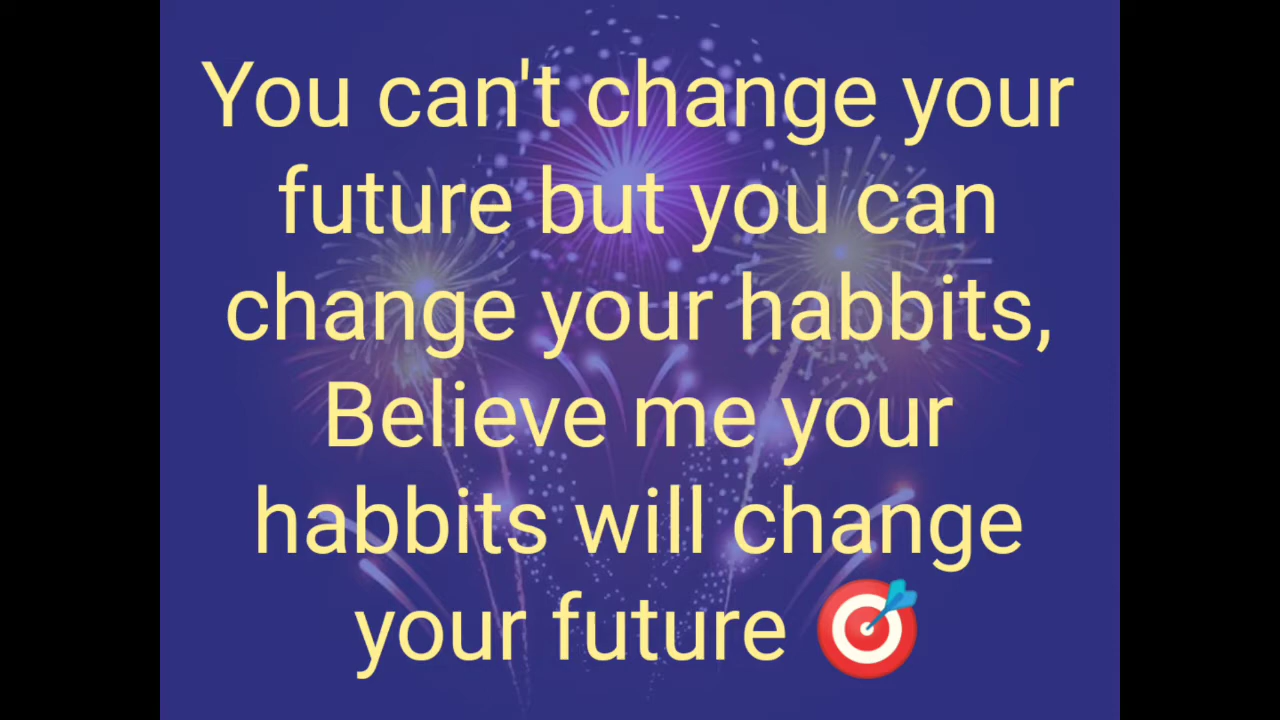 You can't change your
future but you can
change your habbits,
Believe me your
habbits will change
your future 🎯